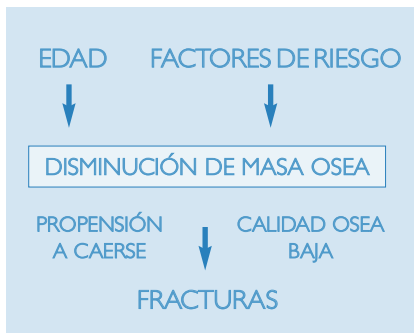 EDAD FACTORES DE RIESGO
DISMINUCIÓN DE MASA OSEA
PROPENSIÓN CALIDAD OSEA
A CAERSE BAJA
FRACTURAS